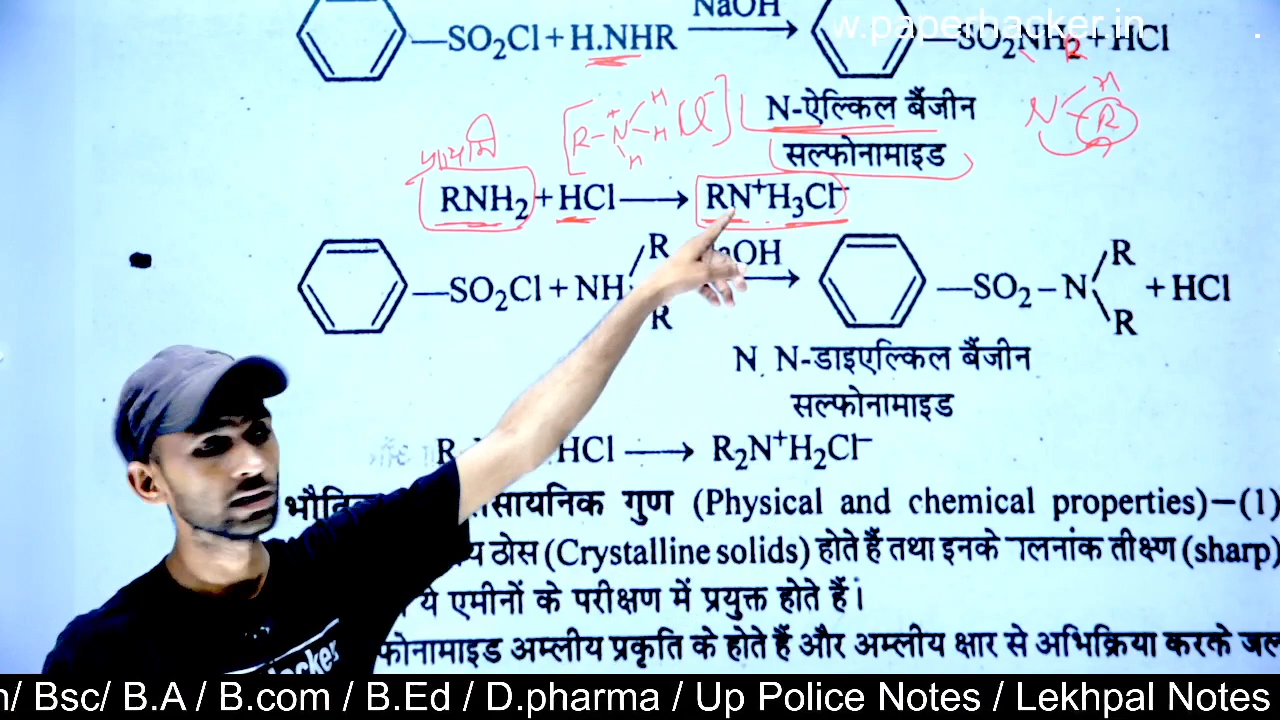 NaOH
www.paperhacker.in
—SO₂Cl + H.NHR ⟶ —SO₂NH₂ + HCl
R
N-ऐल्किल बैंजीन
सल्फोनामाइड
[R–N⁺ H H H Cl⁻]
N H R
RNH₂ + HCl ⟶ RN⁺H₃Cl⁻
—SO₂Cl + NH R R ⟶ —SO₂–N R R + HCl
N, N-डाइएल्किल बैंजीन
सल्फोनामाइड
HCl ⟶ R₂N⁺H₂Cl⁻
गुण (Physical and chemical properties)—(1)
ठोस (Crystalline solids) होते हैं तथा इनके गलनांक तीक्ष्ण (sharp)
ये एमीनों के परीक्षण में प्रयुक्त होते हैं।
अम्लीय प्रकृति के होते हैं और अम्लीय क्षार से अभिक्रिया करके जल
/ Bsc/ B.A / B.com / B.Ed / D.pharma / Up Police Notes / Lekhpal Notes